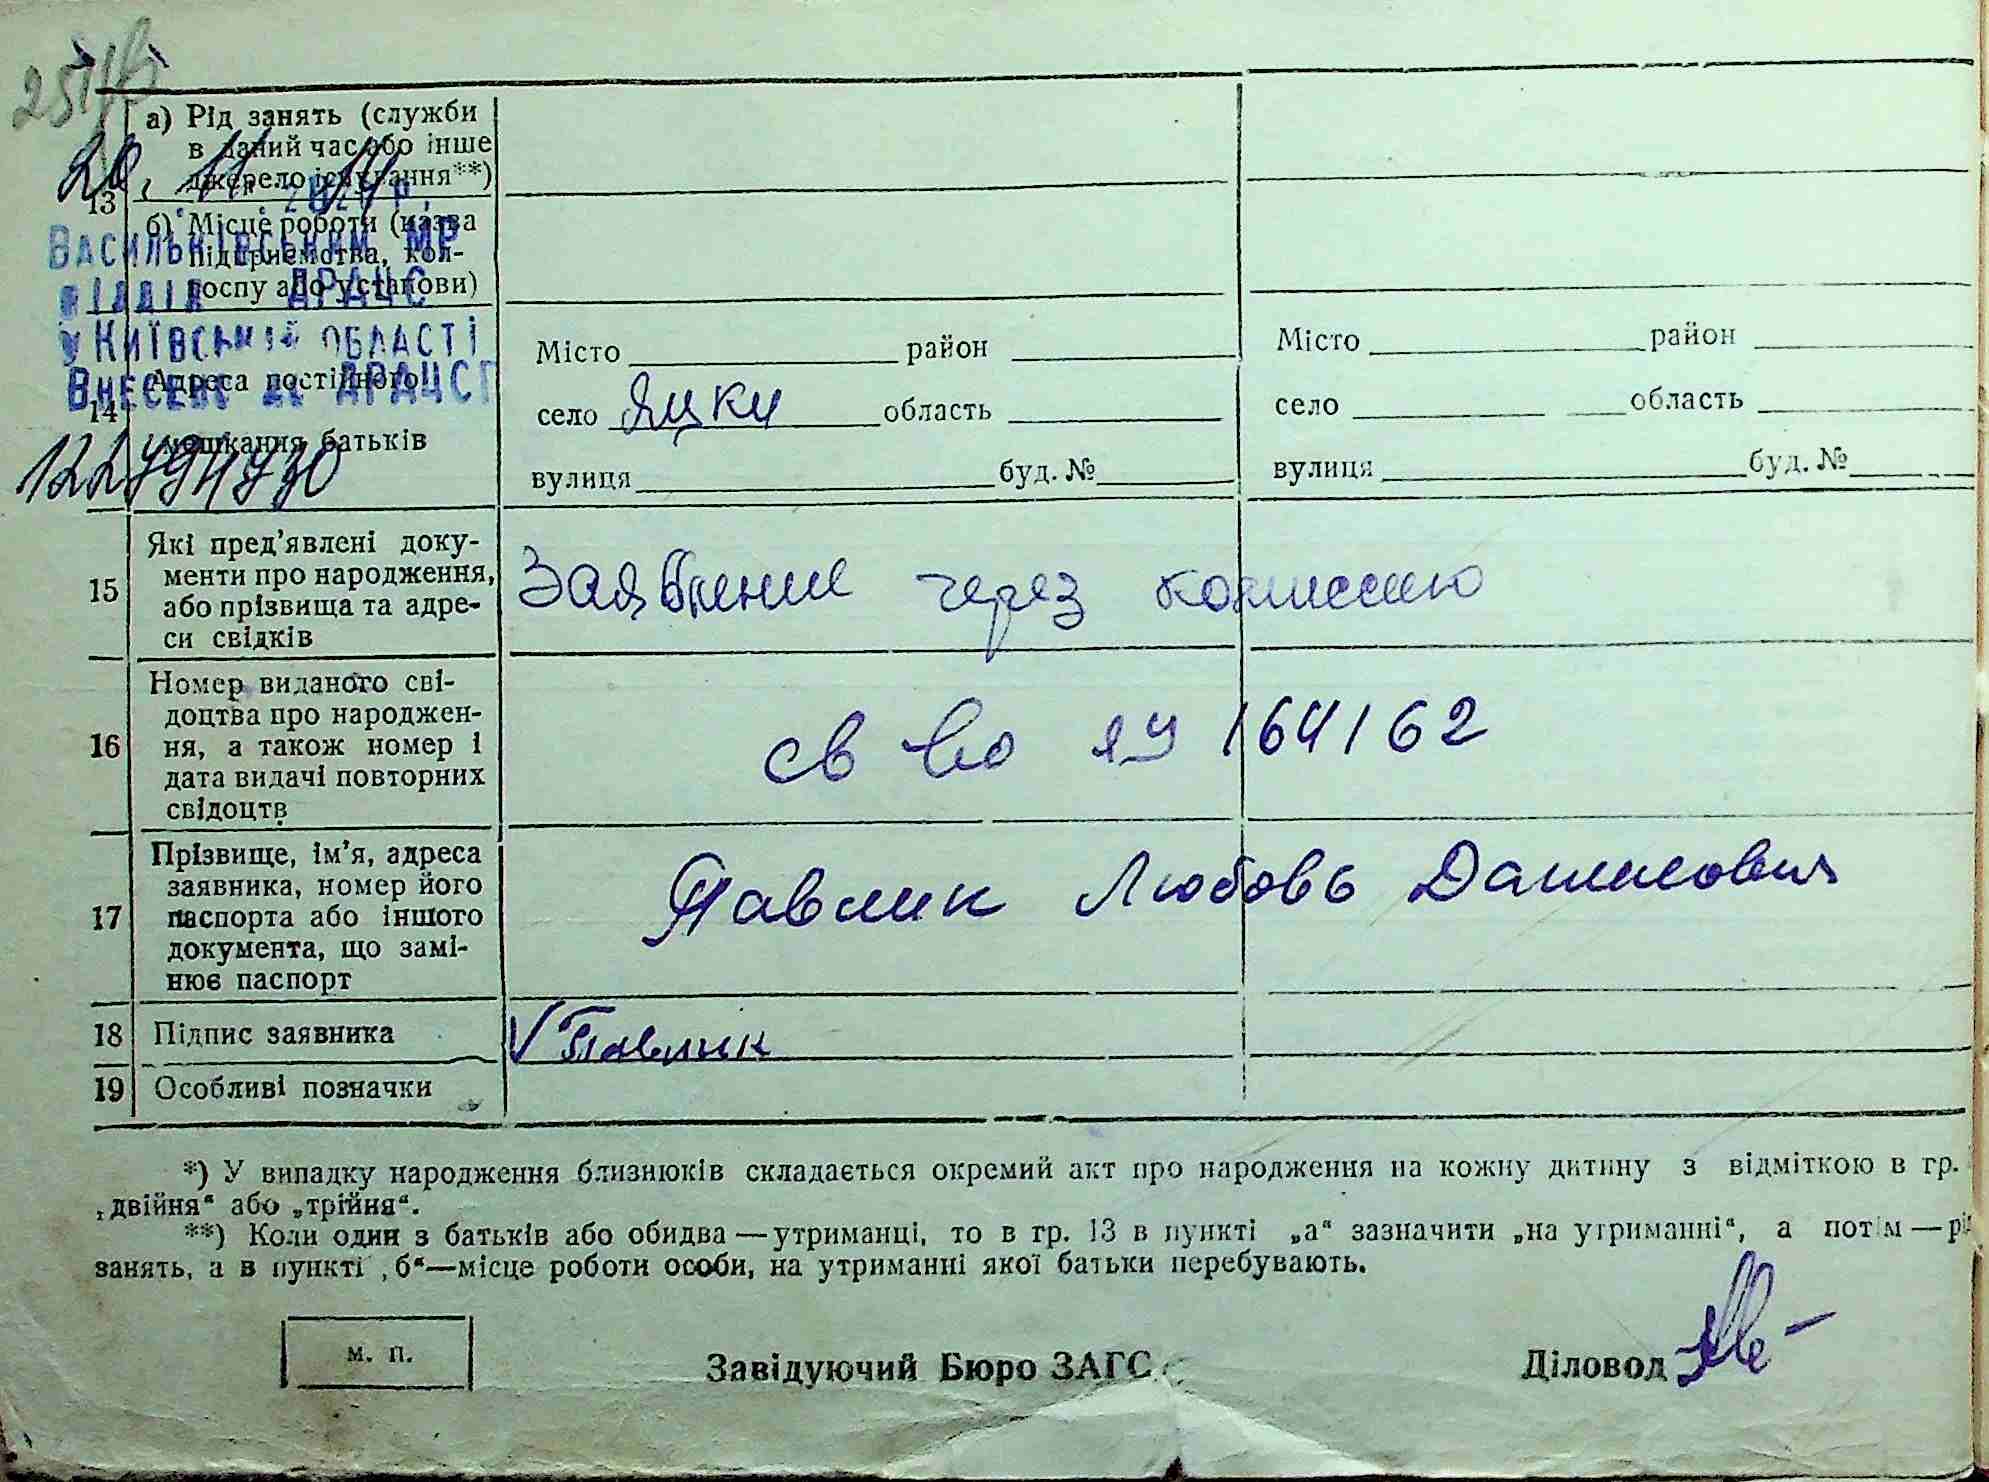 а) Рід занять (служби
в даний час або інше
джерело існування**)
13
б) Місце роботи (назва
підприємства, кол-
госпу або установи)
20. 11
ВАСИЛЬКІВСЬКИМ МР
ВІДДІЛ ДРАЦС
У КИЇВСЬКІЙ ОБЛАСТІ
ВНЕСЕНО ДО ДРАЦСГ
14 Адреса постійного
мешкання батьків
Місто район
село Яцки область
вулиця буд. №
Місто район
село область
вулиця буд. №
15 Які пред'явлені доку-
менти про народження,
або прізвища та адре-
си свідків
Заявление через комиссию
16 Номер виданого сві-
доцтва про народжен-
ня, а також номер і
дата видачі повторних
свідоцтв
св во ЯУ 164162
17 Прізвище, ім'я, адреса
заявника, номер його
паспорта або іншого
документа, що замі-
нює паспорт
Павлик Любовь Даниловна
18 Підпис заявника
Павлик
19 Особливі позначки
*) У випадку народження близнюків складається окремий акт про народження на кожну дитину з відміткою в гр.
„двійня“ або „трійня“.
**) Коли один з батьків або обидва — утриманці, то в гр. 13 в пункті „а“ зазначити „на утриманні“, а потім — рід
занять, а в пункті „б“ — місце роботи особи, на утриманні якої батьки перебувають.
м. п.
Завідуючий Бюро ЗАГС
Діловод